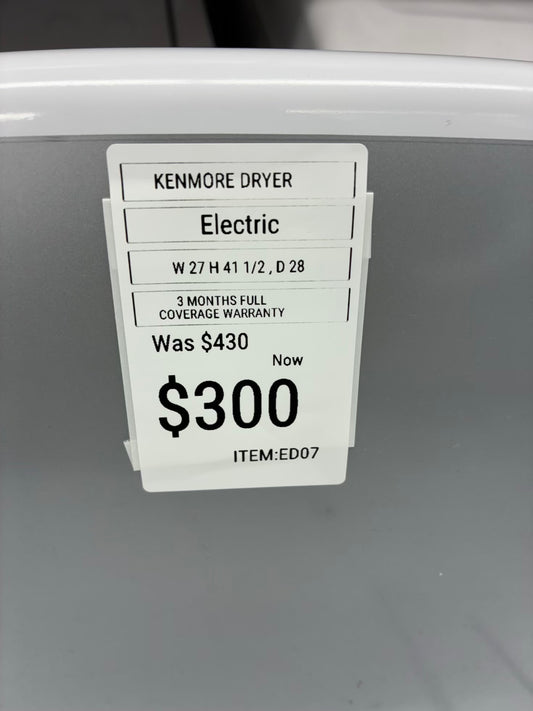 KENMORE DRYER
Electric
W 27 H 41 1/2 , D 28
3 MONTHS FULL
COVERAGE WARRANTY
Was $430
Now
$300
ITEM:ED07